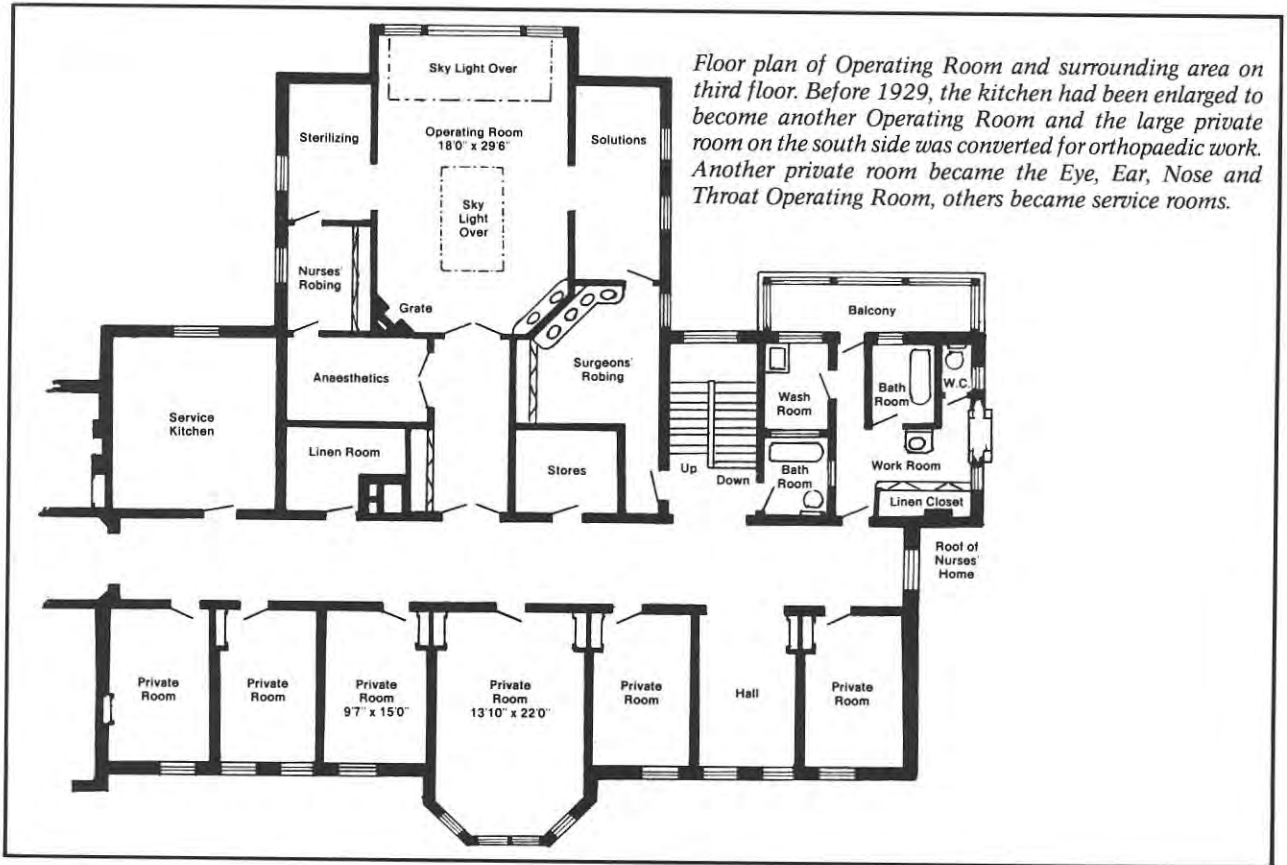 Floor plan of Operating Room and surrounding area on
third floor. Before 1929, the kitchen had been enlarged to
become another Operating Room and the large private
room on the south side was converted for orthopaedic work.
Another private room became the Eye, Ear, Nose and
Throat Operating Room, others became service rooms.
Sky Light Over
Sterilizing
Operating Room
18'0" x 29'6"
Solutions
Sky
Light
Over
Nurses'
Robing
Grate
Balcony
Anaesthetics
Surgeons'
Robing
Wash
Room
Bath
Room
W.C.
Service
Kitchen
Linen Room
Stores
Up
Down
Bath
Room
Work Room
Linen Closet
Roof of
Nurses'
Home
Private
Room
Private
Room
Private
Room
9'7" x 15'0"
Private
Room
13'10" x 22'0"
Private
Room
Hall
Private
Room